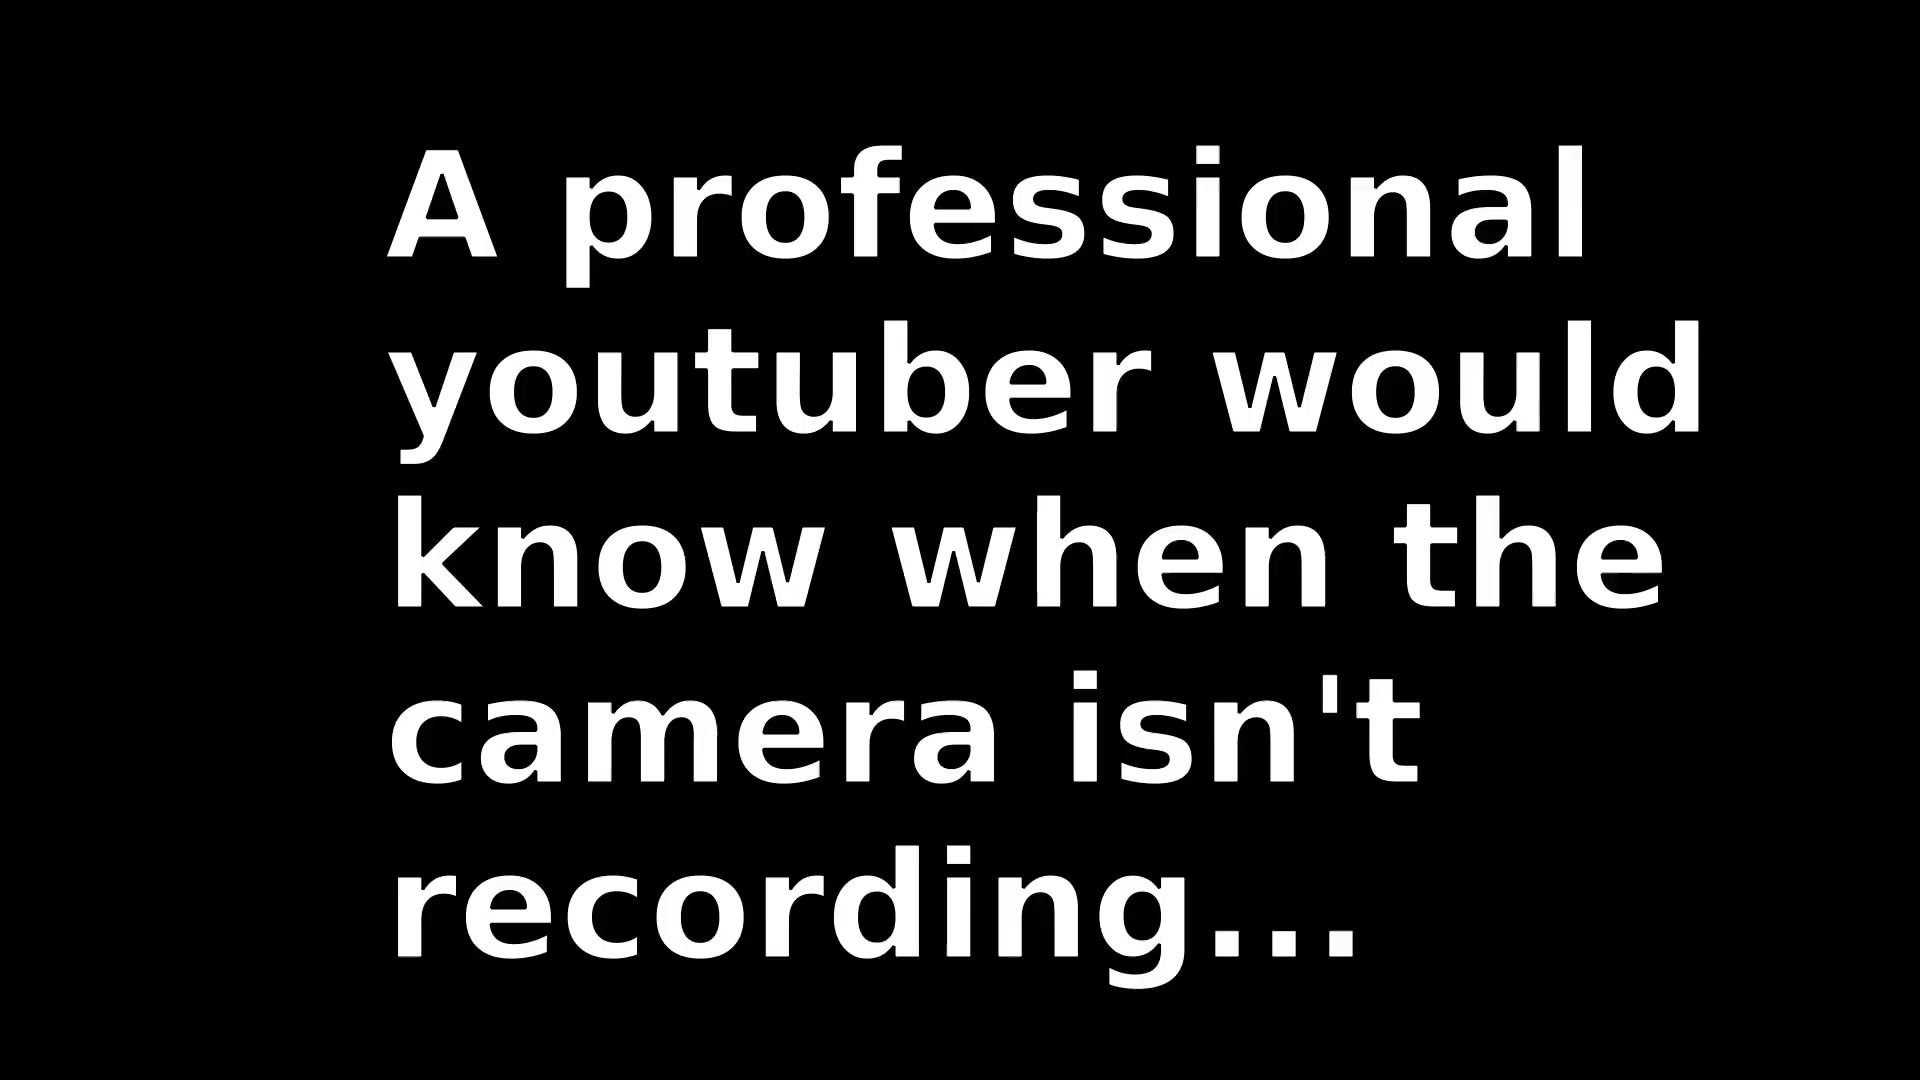 A professional
youtuber would
know when the
camera isn't
recording...